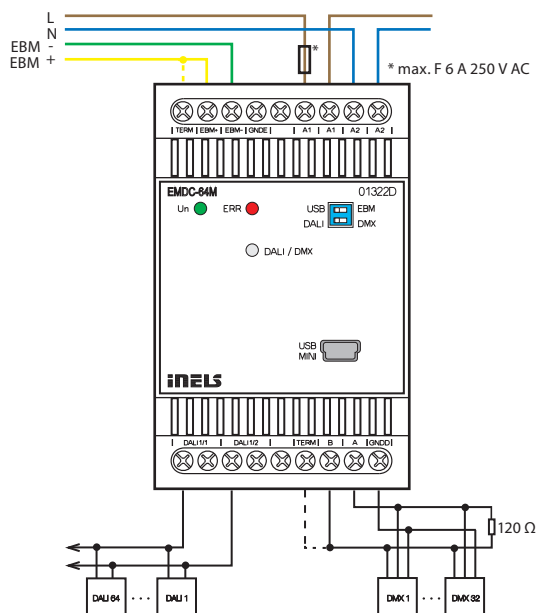 L
N
EBM -
EBM +
*
* max. F 6 A 250 V AC
TERM EBM+ EBM- GNDE A1 A1 A2 A2
EMDC-64M 01322D
Un ERR USB EBM
DALI DMX
DALI / DMX
USB
MINI
iNELS
DALI1/1 DALI1/2 TERM B A GNDD
120 Ω
DALI 64 ··· DALI 1 DMX 1 ··· DMX 32